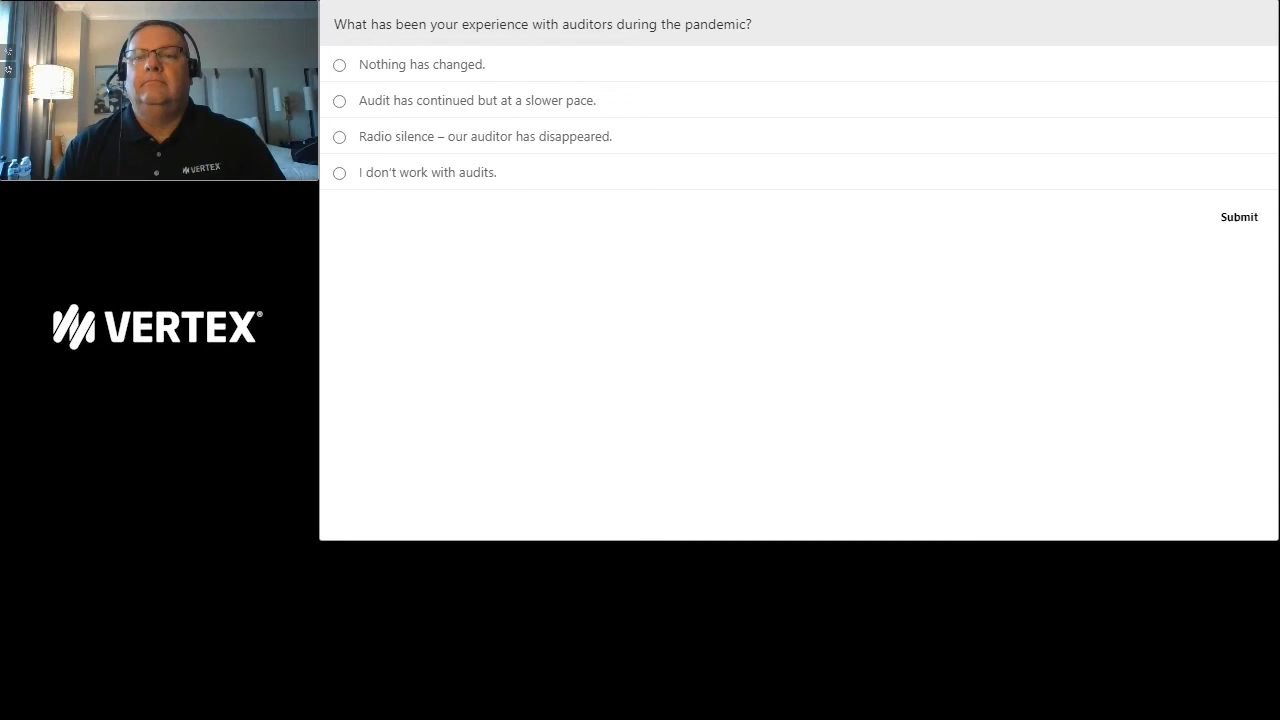 What has been your experience with auditors during the pandemic?
Nothing has changed.
Audit has continued but at a slower pace.
Radio silence – our auditor has disappeared.
I don't work with audits.
Submit
VERTEX
VERTEX®